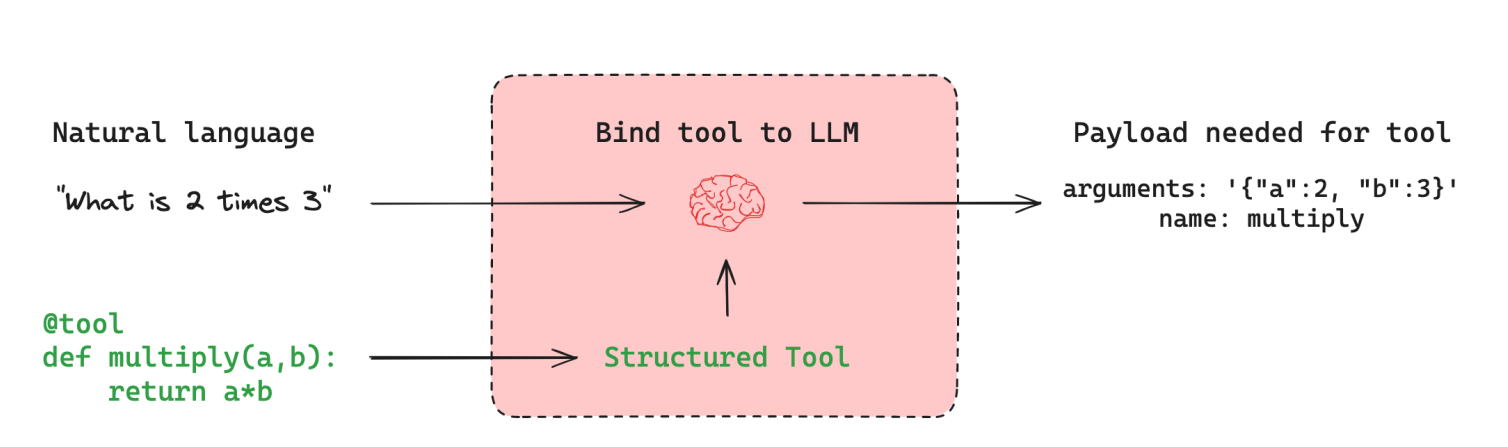 Natural language
Bind tool to LLM
Payload needed for tool
"What is 2 times 3"
arguments: '{"a":2, "b":3}'
name: multiply
@tool
def multiply(a,b):
    return a*b
Structured Tool